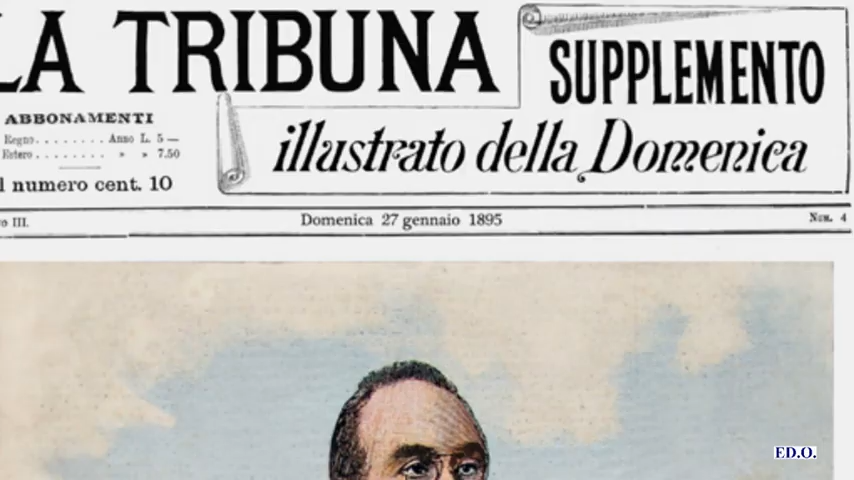 LA TRIBUNA
SUPPLEMENTO
illustrato della Domenica
ABBONAMENTI
Regno. . . . . . . . Anno L. 5 —
Estero . . . . . . . . » » 7.50
l numero cent. 10
o III.
Domenica 27 gennaio 1895
Num. 4
ED.O.